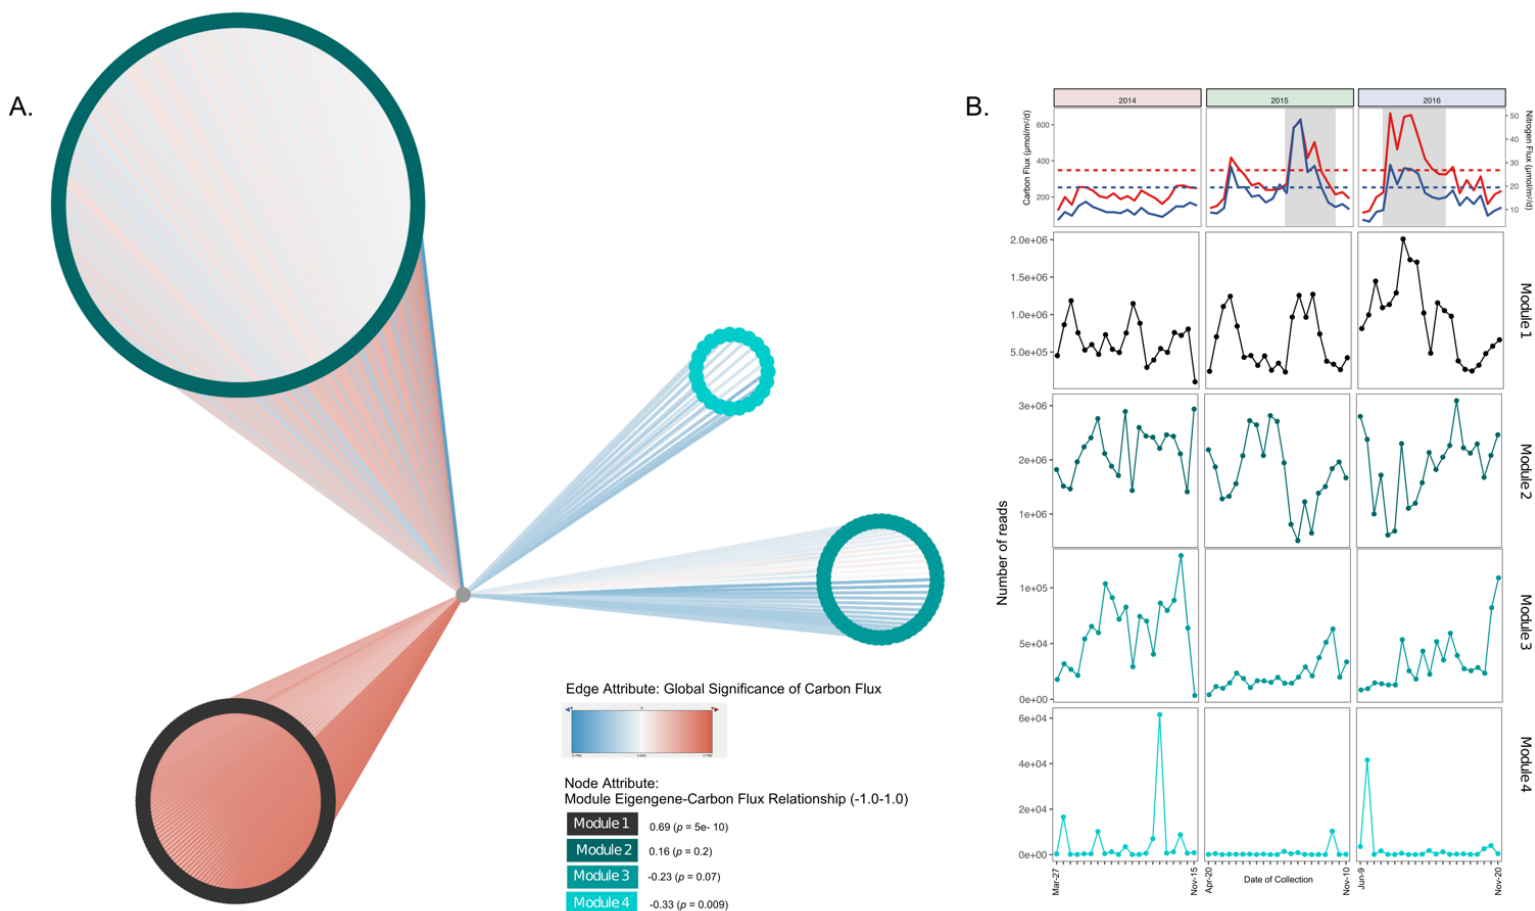 A.
Edge Attribute: Global Significance of Carbon Flux
Node Attribute:
Module Eigengene-Carbon Flux Relationship (-1.0-1.0)
Module 1 0.69 (p = 5e- 10)
Module 2 0.16 (p = 0.2)
Module 3 -0.23 (p = 0.07)
Module 4 -0.33 (p = 0.009)
B.
2014 2015 2016
Carbon Flux (µmol/m²/d)
600
400
200
Nitrogen Flux (µmol/m²/d)
50
40
30
20
10
Number of reads
2.0e+06
1.5e+06
1.0e+06
5.0e+05
Module 1
3e+06
2e+06
1e+06
Module 2
1e+05
5e+04
0e+00
Module 3
6e+04
4e+04
2e+04
0e+00
Module 4
Mar-27 Nov-15 Apr-20 Nov-10 Jun-9 Nov-20
Date of Collection